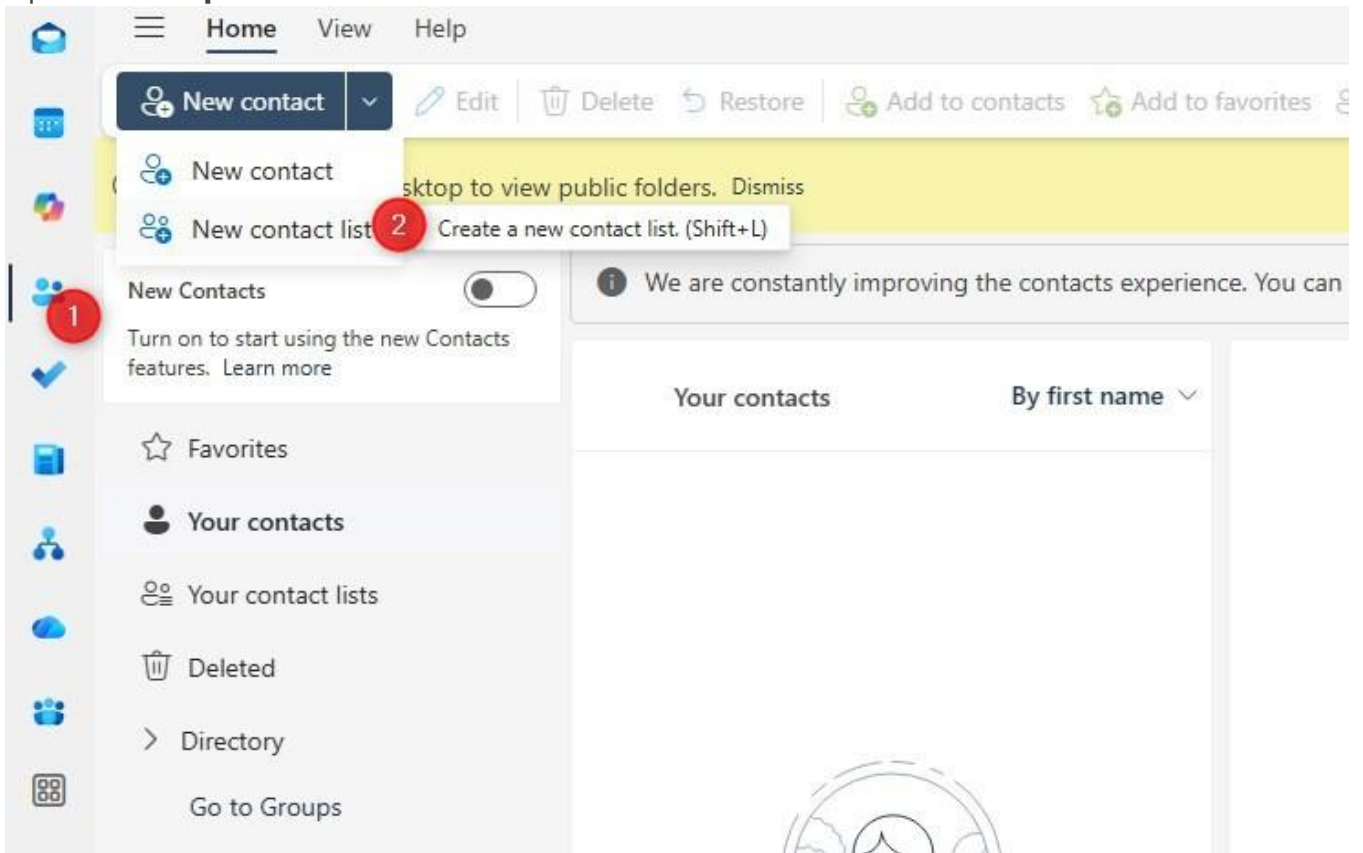 Home View Help
New contact Edit Delete Restore Add to contacts Add to favorites
New contact
sktop to view public folders. Dismiss
New contact list 2 Create a new contact list. (Shift+L)
New Contacts
We are constantly improving the contacts experience. You can
1
Turn on to start using the new Contacts
features. Learn more
Your contacts By first name
Favorites
Your contacts
Your contact lists
Deleted
Directory
Go to Groups